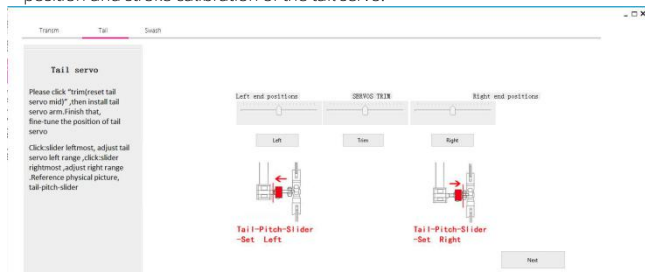 position and stroke calibration of the tail servo.
Transm Tail Swash
Tail servo
Please click "trim(reset tail
servo mid)" ,then install tail
servo arm.Finish that,
fine-tune the position of tail
servo
Click:slider leftmost, adjust tail
servo left range ,click:slider
rightmost ,adjust right range
.Reference physical picture,
tail-pitch-slider
Left end positions SERVOS TRIM Right end positions
Left Trim Right
Tail-Pitch-Slider
-Set Left
Tail-Pitch-Slider
-Set Right
Next